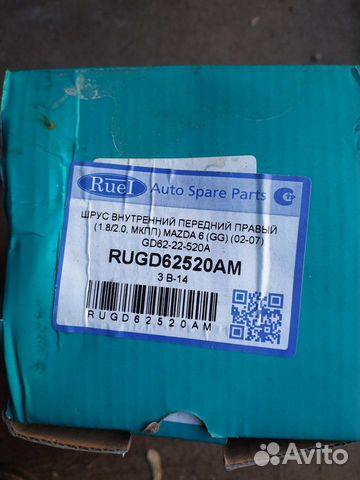 Ruei Auto Spare Parts
ШРУС ВНУТРЕННИЙ ПЕРЕДНИЙ ПРАВЫЙ
(1.8/2.0, МКПП) MAZDA 6 (GG) (02-07)
GD62-22-520A
RUGD62520AM
3 B-14
RUGD62520AM
Avito